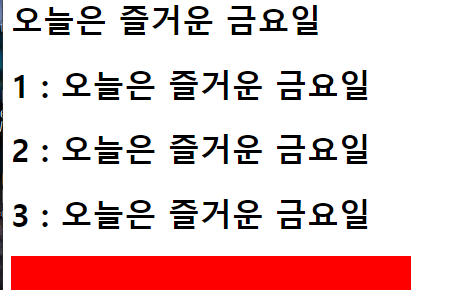 오늘은 즐거운 금요일
1 : 오늘은 즐거운 금요일
2 : 오늘은 즐거운 금요일
3 : 오늘은 즐거운 금요일